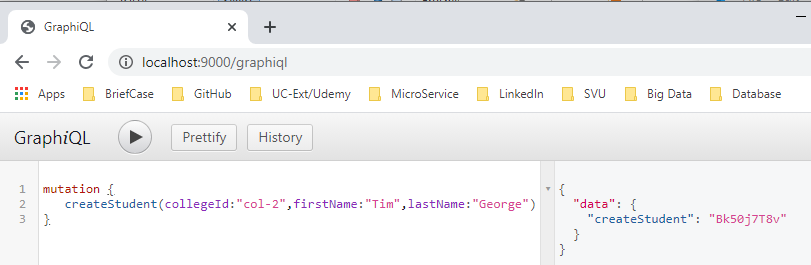 GraphiQL
localhost:9000/graphiql
Apps BriefCase GitHub UC-Ext/Udemy MicroService LinkedIn SVU Big Data Database
GraphiQL Prettify History
1 mutation {
2 createStudent(collegeId:"col-2",firstName:"Tim",lastName:"George")
3 }
{
"data": {
"createStudent": "Bk50j7T8v"
}
}